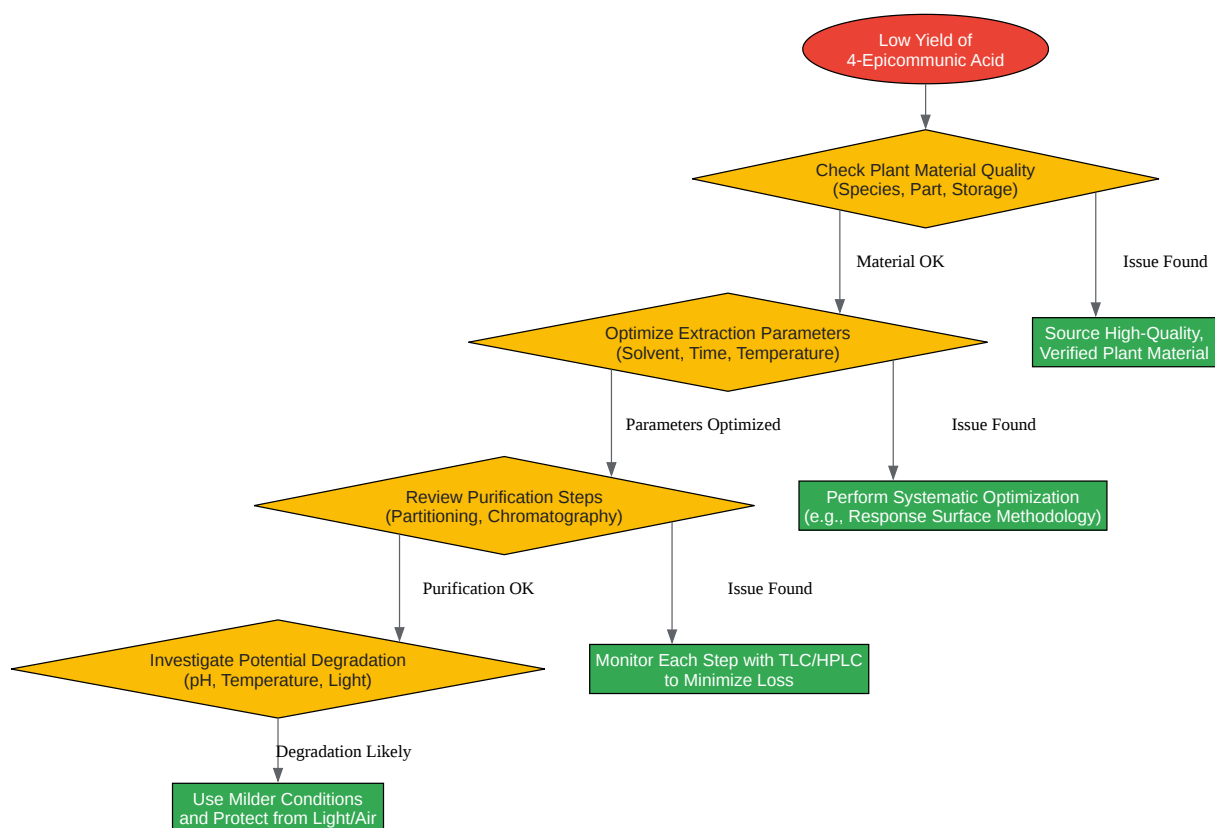 Low Yield of
4-Epicommunic Acid
Check Plant Material Quality
(Species, Part, Storage)
Material OK
Issue Found
Optimize Extraction Parameters
(Solvent, Time, Temperature)
Source High-Quality,
Verified Plant Material
Parameters Optimized
Issue Found
Review Purification Steps
(Partitioning, Chromatography)
Perform Systematic Optimization
(e.g., Response Surface Methodology)
Purification OK
Issue Found
Investigate Potential Degradation
(pH, Temperature, Light)
Monitor Each Step with TLC/HPLC
to Minimize Loss
Degradation Likely
Use Milder Conditions
and Protect from Light/Air